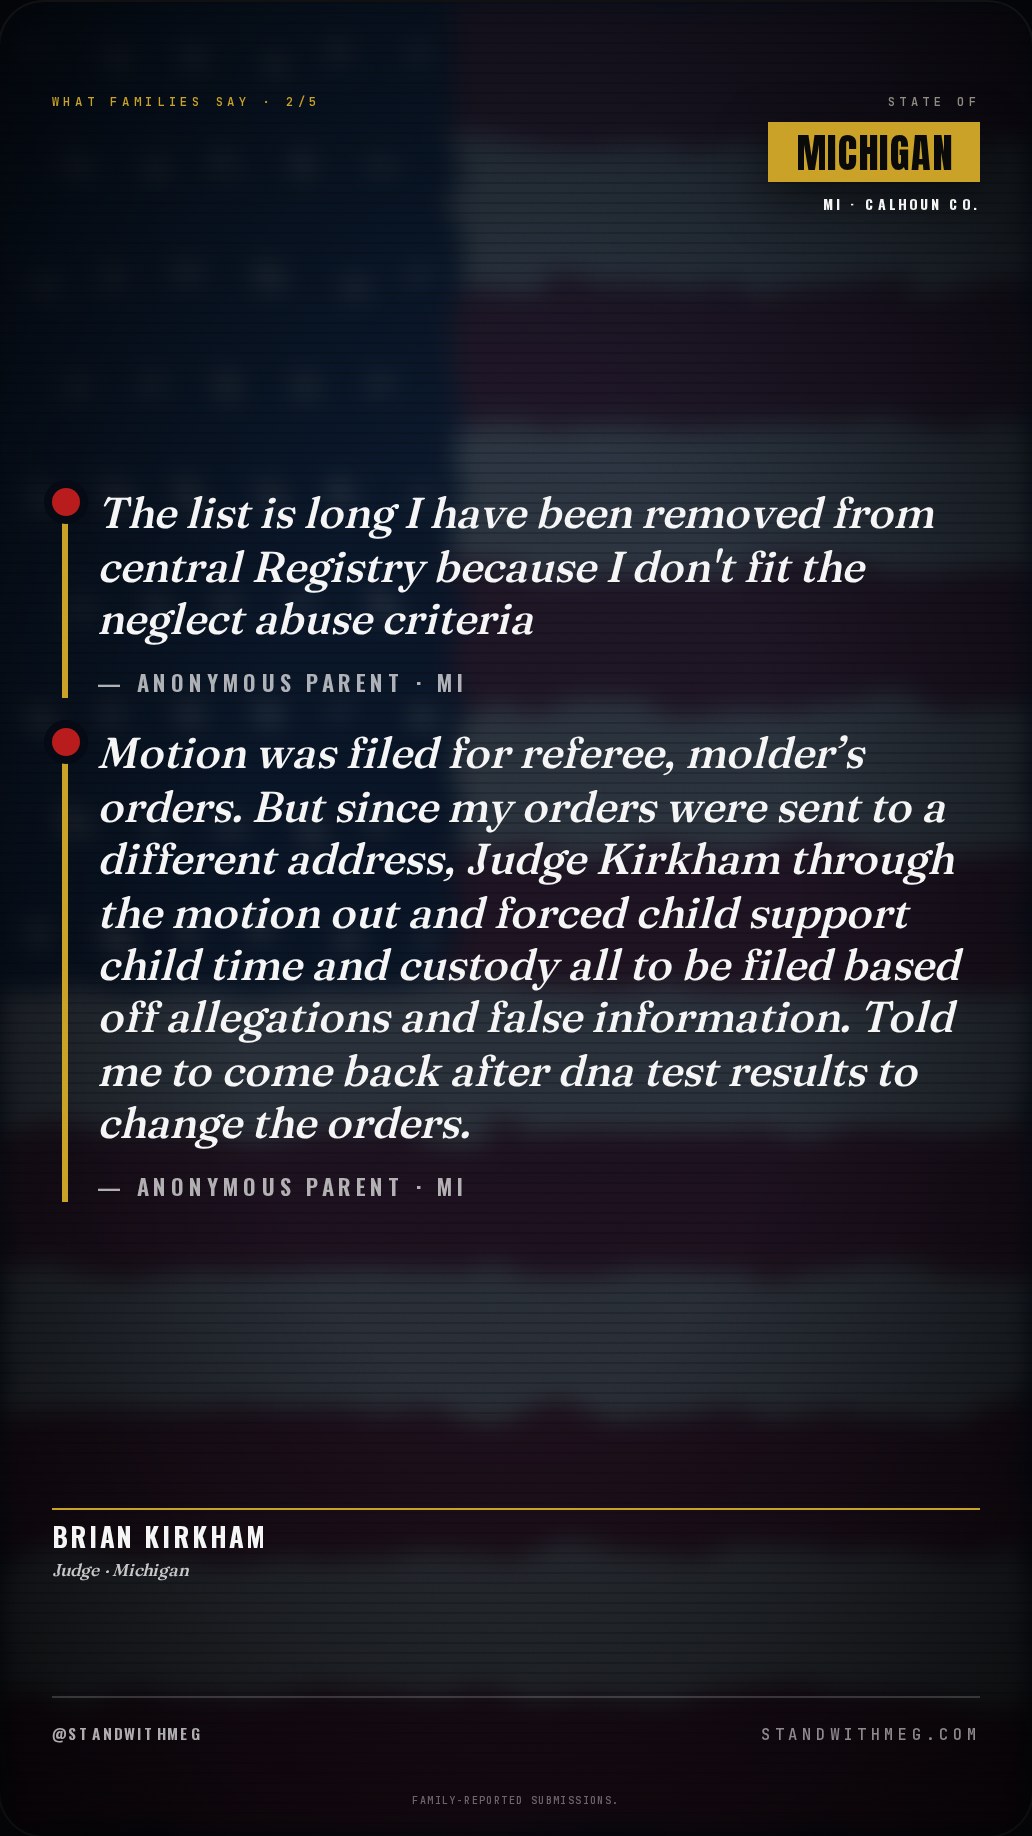 WHAT FAMILIES SAY · 2/5
STATE OF
MICHIGAN
MI · CALHOUN CO.
The list is long I have been removed from
central Registry because I don't fit the
neglect abuse criteria
— ANONYMOUS PARENT · MI
Motion was filed for referee, molder’s
orders. But since my orders were sent to a
different address, Judge Kirkham through
the motion out and forced child support
child time and custody all to be filed based
off allegations and false information. Told
me to come back after dna test results to
change the orders.
— ANONYMOUS PARENT · MI
BRIAN KIRKHAM
Judge · Michigan
@STANDWITHMEG
STANDWITHMEG.COM
FAMILY-REPORTED SUBMISSIONS.